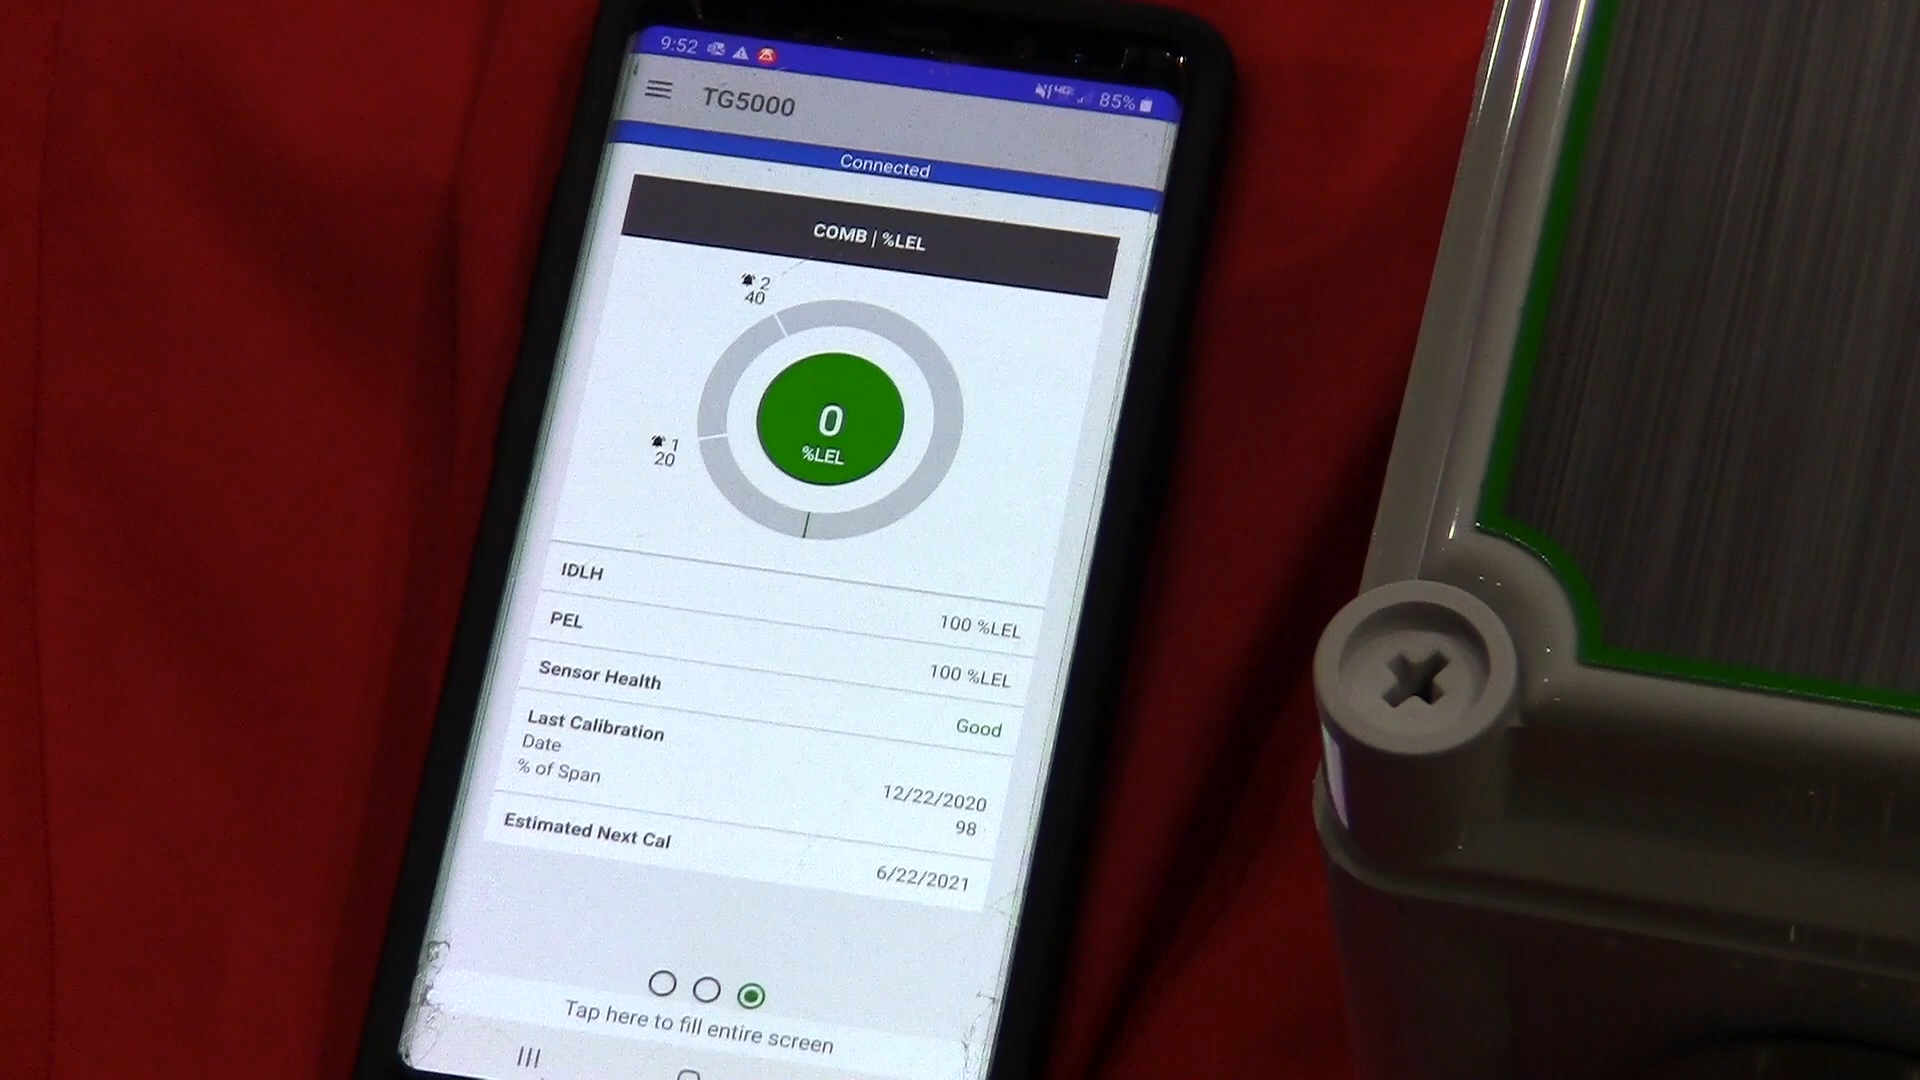 9:52 85%
TG5000
Connected
COMB | %LEL
2
40
0
%LEL
1
20
IDLH 100 %LEL
PEL 100 %LEL
Sensor Health Good
Last Calibration
Date 12/22/2020
% of Span 98
Estimated Next Cal 6/22/2021
Tap here to fill entire screen